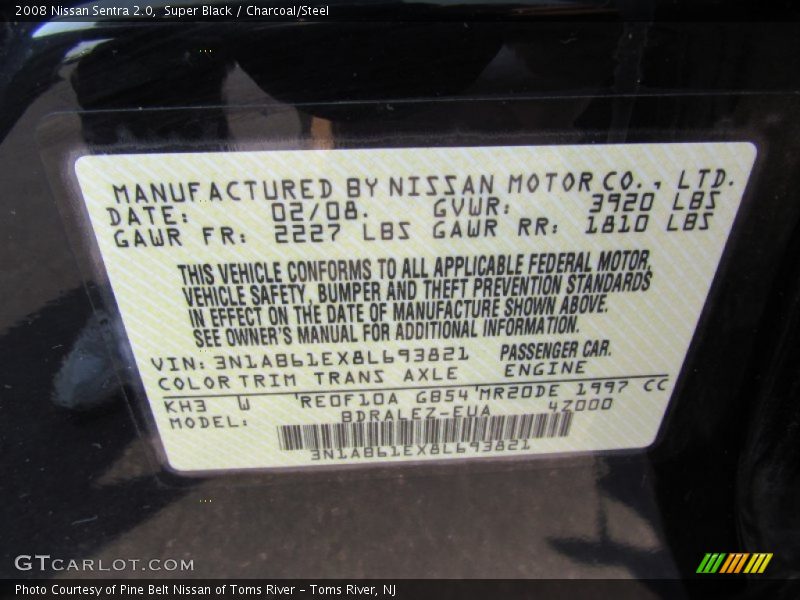 2008 Nissan Sentra 2.0, Super Black / Charcoal/Steel
MANUFACTURED BY NISSAN MOTOR CO., LTD.
DATE: 02/08. GVWR: 3920 LBS
GAWR FR: 2227 LBS GAWR RR: 1810 LBS
THIS VEHICLE CONFORMS TO ALL APPLICABLE FEDERAL MOTOR
VEHICLE SAFETY, BUMPER AND THEFT PREVENTION STANDARDS
IN EFFECT ON THE DATE OF MANUFACTURE SHOWN ABOVE.
SEE OWNER'S MANUAL FOR ADDITIONAL INFORMATION.
VIN: 3N1AB61EX8L693821 PASSENGER CAR.
COLOR TRIM TRANS AXLE ENGINE
KH3 W 'RE0F10A GB54'MR20DE 1997 CC
MODEL: BDRALEZ-EUA 4Z000
3N1AB61EX8L693821
GTcarlot.com
Photo Courtesy of Pine Belt Nissan of Toms River – Toms River, NJ